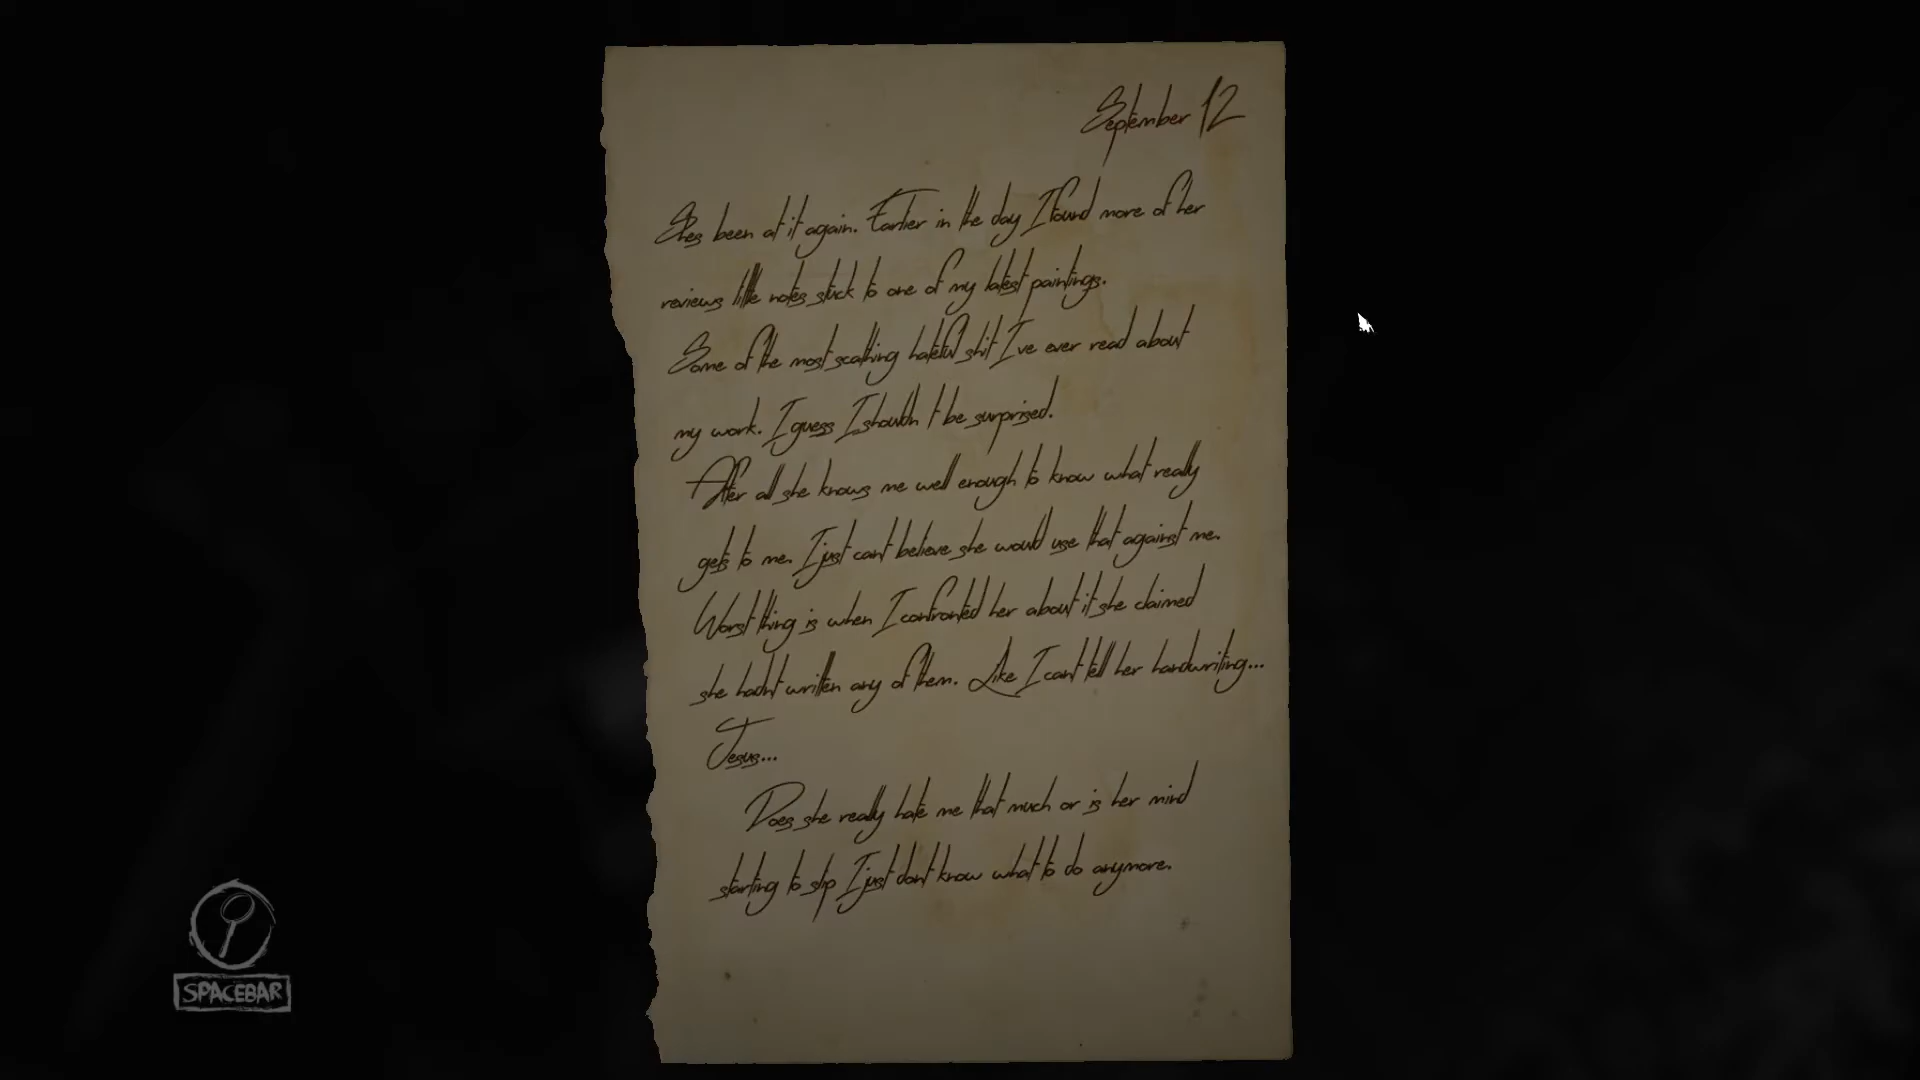 September 12
Shes been at it again. Earlier in the day I found more of her
reviews little notes stuck to one of my latest paintings.
Some of the most scathing hateful shit I've ever read about
my work. I guess I shouldn t be surprised.
After all she knows me well enough to know what really
gets to me. I just cant believe she would use that against me.
Worst thing is when I confronted her about it she claimed
she hadnt written any of them. Like I cant tell her handwriting...
Jesus...
Does she really hate me that much or is her mind
starting to slip I just dont know what to do anymore.
SPACEBAR